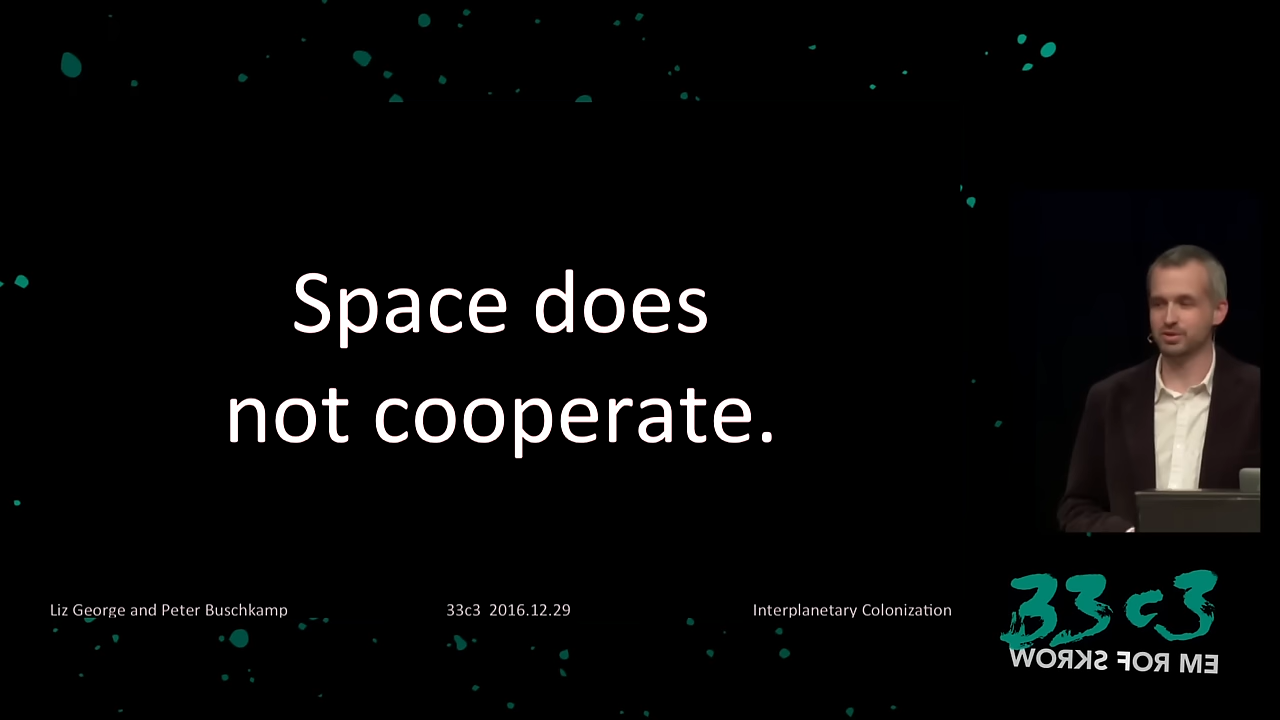 Space does
not cooperate.
Liz George and Peter Buschkamp
33c3 2016.12.29
Interplanetary Colonization
33c3
WORKS FOR ME